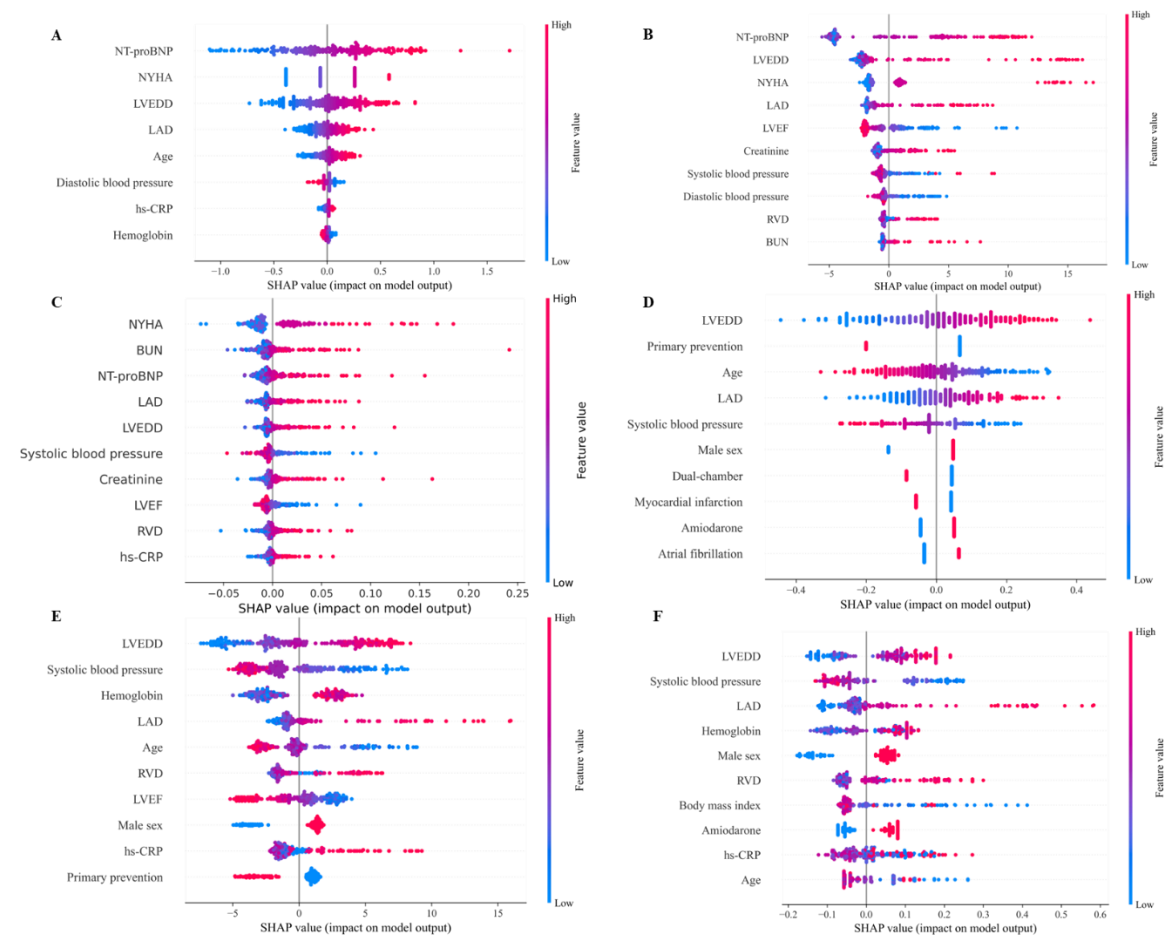 A
NT-proBNP
NYHA
LVEDD
LAD
Age
Diastolic blood pressure
hs-CRP
Hemoglobin
−1.0 −0.5 0.0 0.5 1.0 1.5
SHAP value (impact on model output)
High
Feature value
Low
B
NT-proBNP
LVEDD
NYHA
LAD
LVEF
Creatinine
Systolic blood pressure
Diastolic blood pressure
RVD
BUN
−5 0 5 10 15
SHAP value (impact on model output)
High
Feature value
Low
C
NYHA
BUN
NT-proBNP
LAD
LVEDD
Systolic blood pressure
Creatinine
LVEF
RVD
hs-CRP
−0.05 0.00 0.05 0.10 0.15 0.20 0.25
SHAP value (impact on model output)
High
Feature value
Low
D
LVEDD
Primary prevention
Age
LAD
Systolic blood pressure
Male sex
Dual-chamber
Myocardial infarction
Amiodarone
Atrial fibrillation
−0.4 −0.2 0.0 0.2 0.4
SHAP value (impact on model output)
High
Feature value
Low
E
LVEDD
Systolic blood pressure
Hemoglobin
LAD
Age
RVD
LVEF
Male sex
hs-CRP
Primary prevention
−5 0 5 10 15
SHAP value (impact on model output)
High
Feature value
Low
F
LVEDD
Systolic blood pressure
LAD
Hemoglobin
Male sex
RVD
Body mass index
Amiodarone
hs-CRP
Age
−0.2 −0.1 0.0 0.1 0.2 0.3 0.4 0.5 0.6
SHAP value (impact on model output)
High
Feature value
Low